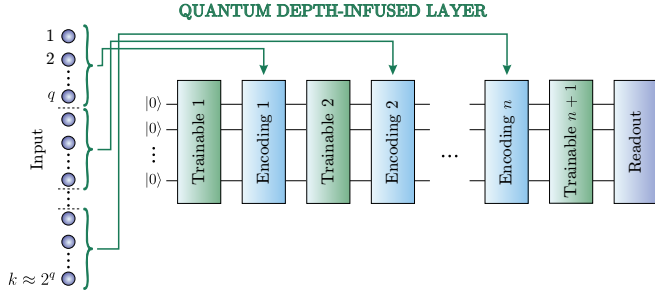 QUANTUM DEPTH-INFUSED LAYER
1
2
q
Input
k ≈ 2^q
|0⟩
|0⟩
|0⟩
Trainable 1
Encoding 1
Trainable 2
Encoding 2
...
Encoding n
Trainable n + 1
Readout